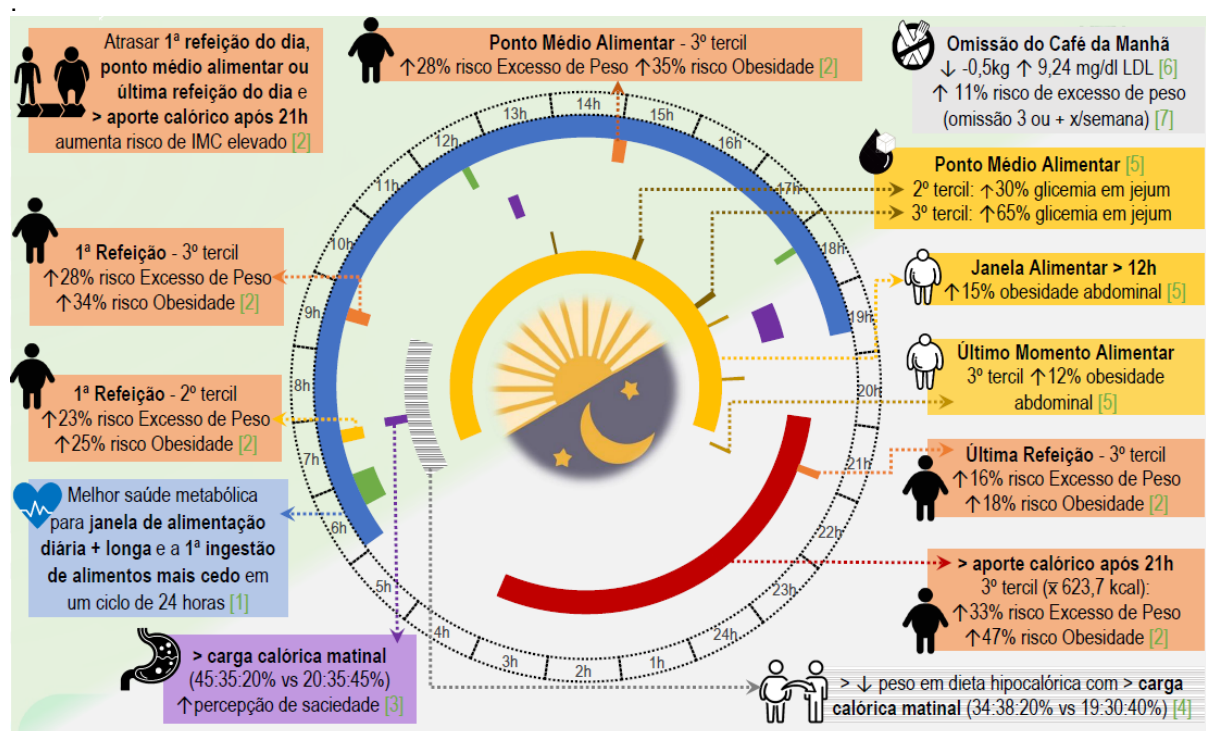 .
Atrasar 1ª refeição do dia,
ponto médio alimentar ou
última refeição do dia e
> aporte calórico após 21h
aumenta risco de IMC elevado [2]
Ponto Médio Alimentar - 3º tercil
↑28% risco Excesso de Peso ↑35% risco Obesidade [2]
Omissão do Café da Manhã
↓ -0,5kg ↑ 9,24 mg/dl LDL [6]
↑ 11% risco de excesso de peso
(omissão 3 ou + x/semana) [7]
Ponto Médio Alimentar [5]
2º tercil: ↑30% glicemia em jejum
3º tercil: ↑65% glicemia em jejum
1ª Refeição - 3º tercil
↑28% risco Excesso de Peso
↑34% risco Obesidade [2]
Janela Alimentar > 12h
↑15% obesidade abdominal [5]
Último Momento Alimentar
3º tercil ↑12% obesidade
abdominal [5]
1ª Refeição - 2º tercil
↑23% risco Excesso de Peso
↑25% risco Obesidade [2]
Última Refeição - 3º tercil
↑16% risco Excesso de Peso
↑18% risco Obesidade [2]
Melhor saúde metabólica
para janela de alimentação
diária + longa e a 1ª ingestão
de alimentos mais cedo em
um ciclo de 24 horas [1]
> aporte calórico após 21h
3º tercil (x̅ 623,7 kcal):
↑33% risco Excesso de Peso
↑47% risco Obesidade [2]
> carga calórica matinal
(45:35:20% vs 20:35:45%)
↑percepção de saciedade [3]
> ↓ peso em dieta hipocalórica com > carga
calórica matinal (34:38:20% vs 19:30:40%) [4]
14h
15h
16h
17h
18h
19h
20h
21h
22h
23h
24h
1h
2h
3h
4h
5h
6h
7h
8h
9h
10h
11h
12h